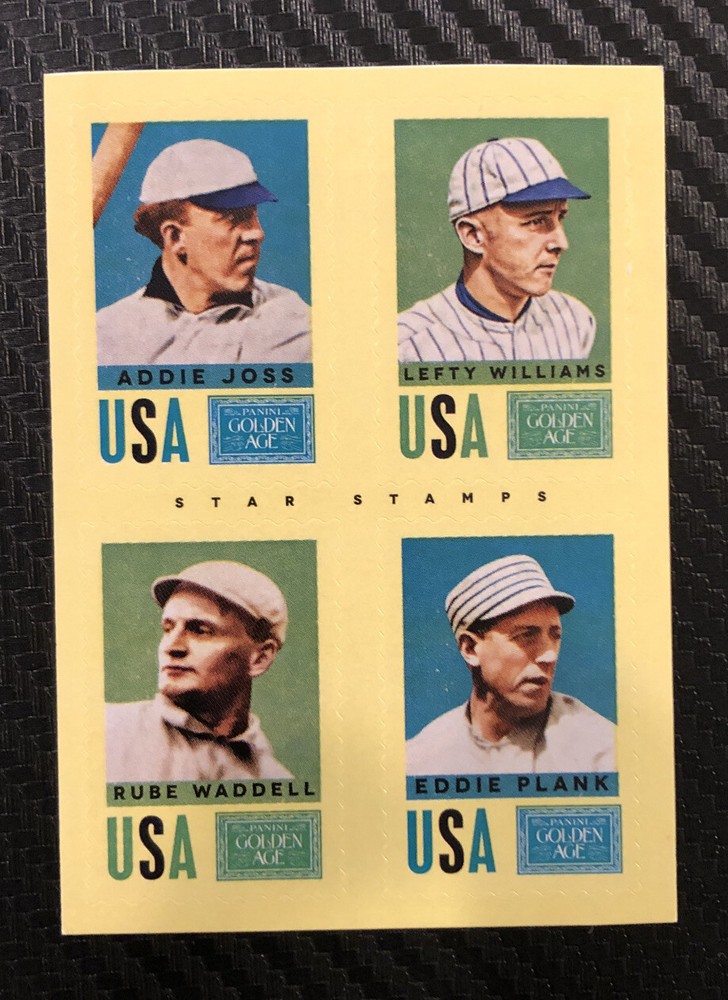 ADDIE JOSS
USA
PANINI
GOLDEN
AGE
LEFTY WILLIAMS
USA
PANINI
GOLDEN
AGE
STAR STAMPS
RUBE WADDELL
USA
PANINI
GOLDEN
AGE
EDDIE PLANK
USA
PANINI
GOLDEN
AGE